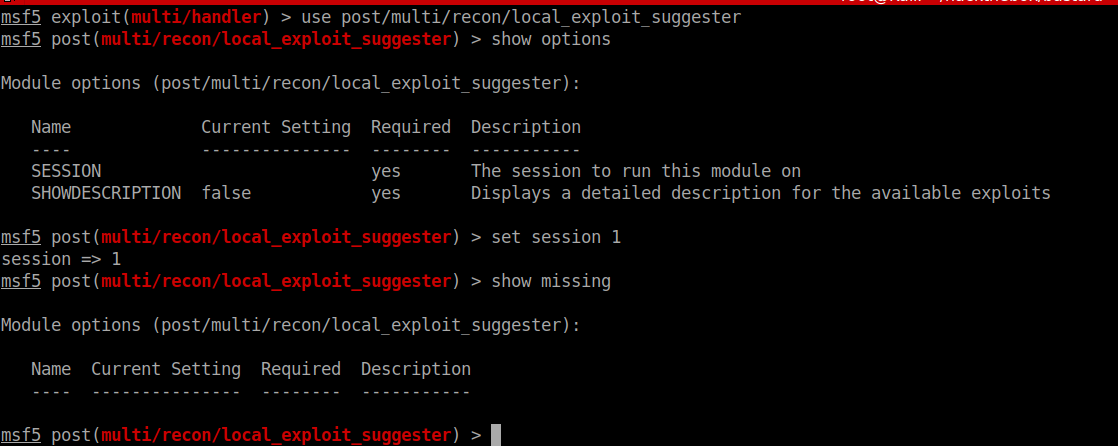 msf5 exploit(multi/handler) > use post/multi/recon/local_exploit_suggester
msf5 post(multi/recon/local_exploit_suggester) > show options
Module options (post/multi/recon/local_exploit_suggester):
Name Current Setting Required Description
---- --------------- -------- -----------
SESSION yes The session to run this module on
SHOWDESCRIPTION false yes Displays a detailed description for the available exploits
msf5 post(multi/recon/local_exploit_suggester) > set session 1
session => 1
msf5 post(multi/recon/local_exploit_suggester) > show missing
Module options (post/multi/recon/local_exploit_suggester):
Name Current Setting Required Description
---- --------------- -------- -----------
msf5 post(multi/recon/local_exploit_suggester) >